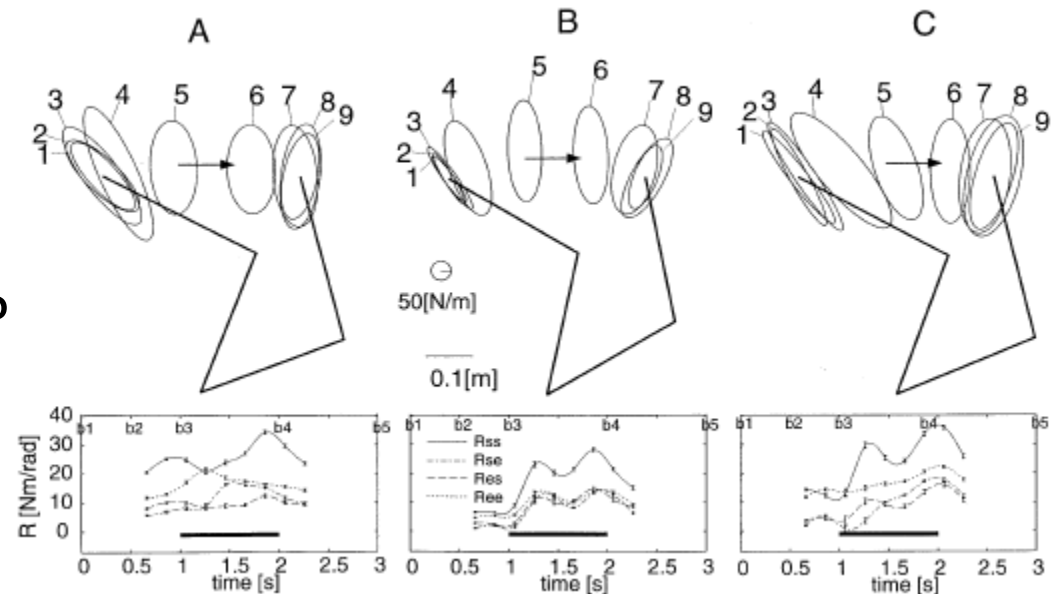 A
B
C
1 2 3 4 5 6 7 8 9
1 2 3 4 5 6 7 8 9
1 2 3 4 5 6 7 8 9
50[N/m]
0.1[m]
R [Nm/rad]
40
30
20
10
0
b1 b2 b3 b4 b5
b1 b2 b3 b4 b5
b1 b2 b3 b4 b5
Rss
Rse
Res
Ree
0 0.5 1 1.5 2 2.5 3
0 0.5 1 1.5 2 2.5 3
0 0.5 1 1.5 2 2.5 3
time [s]
time [s]
time [s]